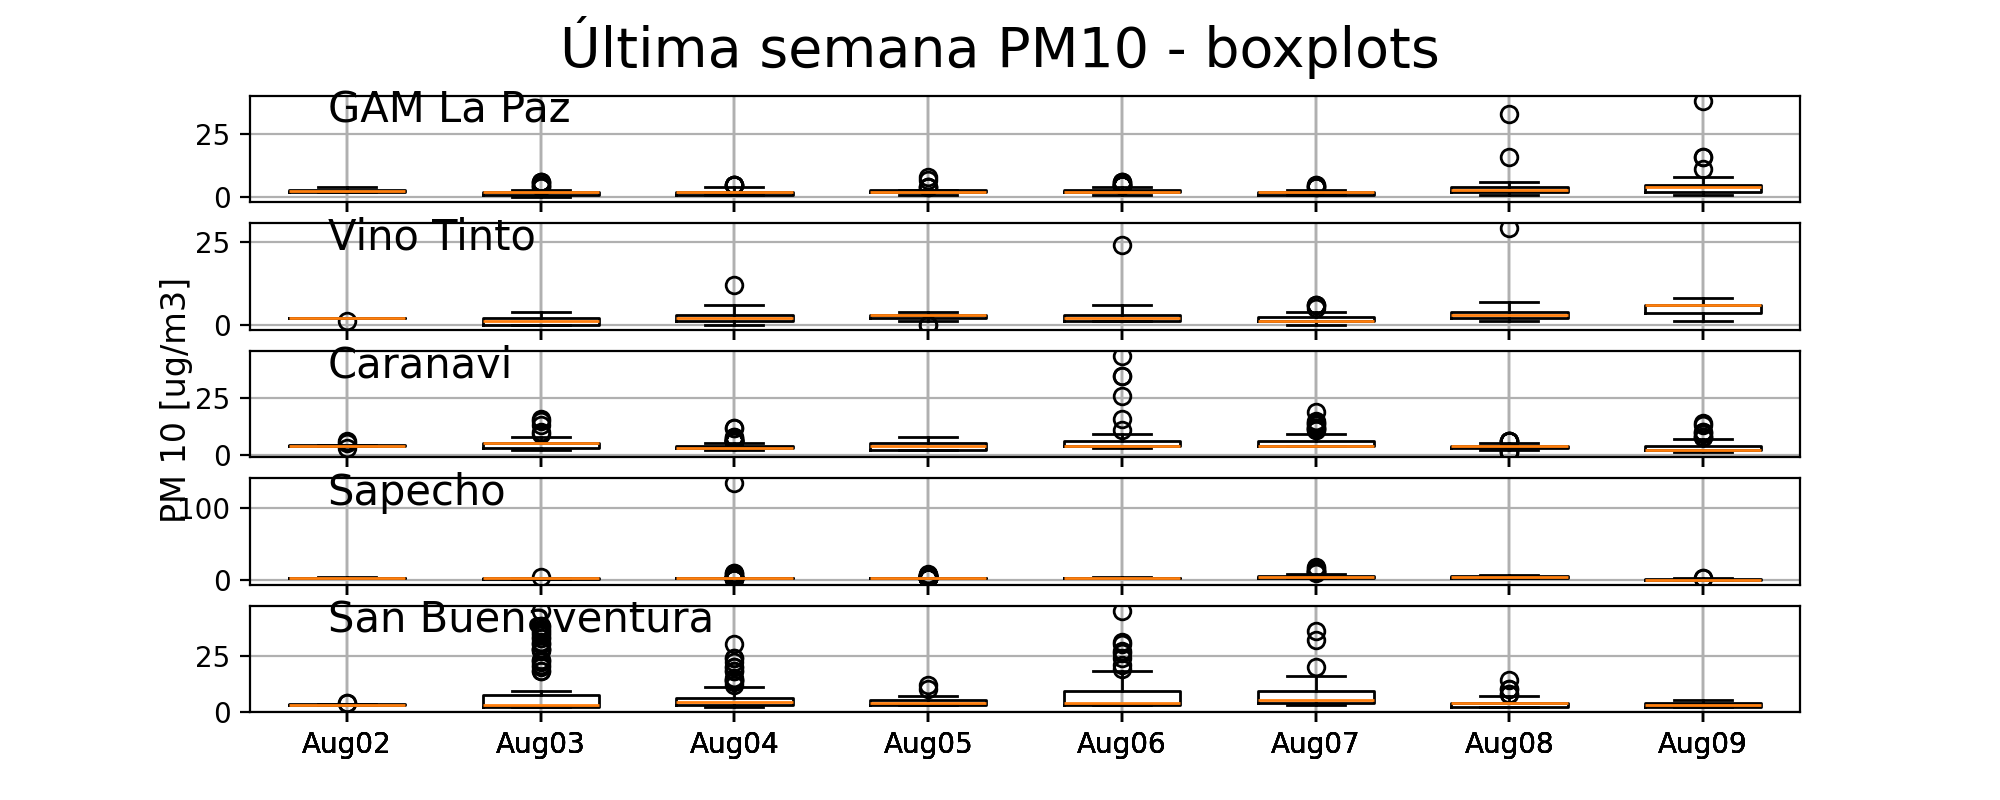 Última semana PM10 - boxplots
GAM La Paz
25
0
Vino Tinto
25
0
PM 10 [ug/m3]
Caranavi
25
0
Sapecho
100
0
San Buenaventura
25
0
Aug02 Aug03 Aug04 Aug05 Aug06 Aug07 Aug08 Aug09